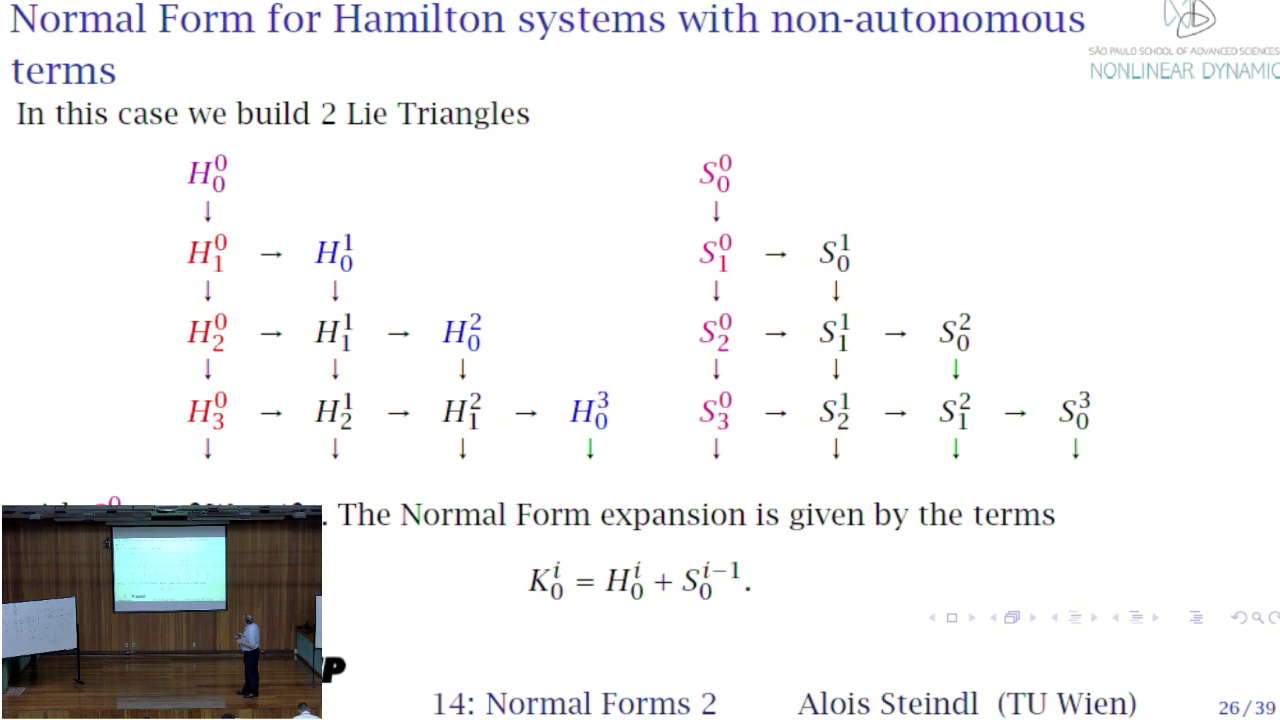 Normal Form for Hamilton systems with non-autonomous
terms
SÃO PAULO SCHOOL OF ADVANCED SCIENCES
NONLINEAR DYNAMIC
In this case we build 2 Lie Triangles
H₀⁰ S₀⁰
↓ ↓
H₁⁰ → H₀¹ S₁⁰ → S₀¹
↓ ↓ ↓ ↓
H₂⁰ → H₁¹ → H₀² S₂⁰ → S₁¹ → S₀²
↓ ↓ ↓ ↓ ↓ ↓
H₃⁰ → H₂¹ → H₁² → H₀³ S₃⁰ → S₂¹ → S₁² → S₀³
↓ ↓ ↓ ↓ ↓ ↓ ↓ ↓
. The Normal Form expansion is given by the terms
K₀ⁱ = H₀ⁱ + S₀ⁱ⁻¹.
P
14: Normal Forms 2 Alois Steindl (TU Wien) 26/39